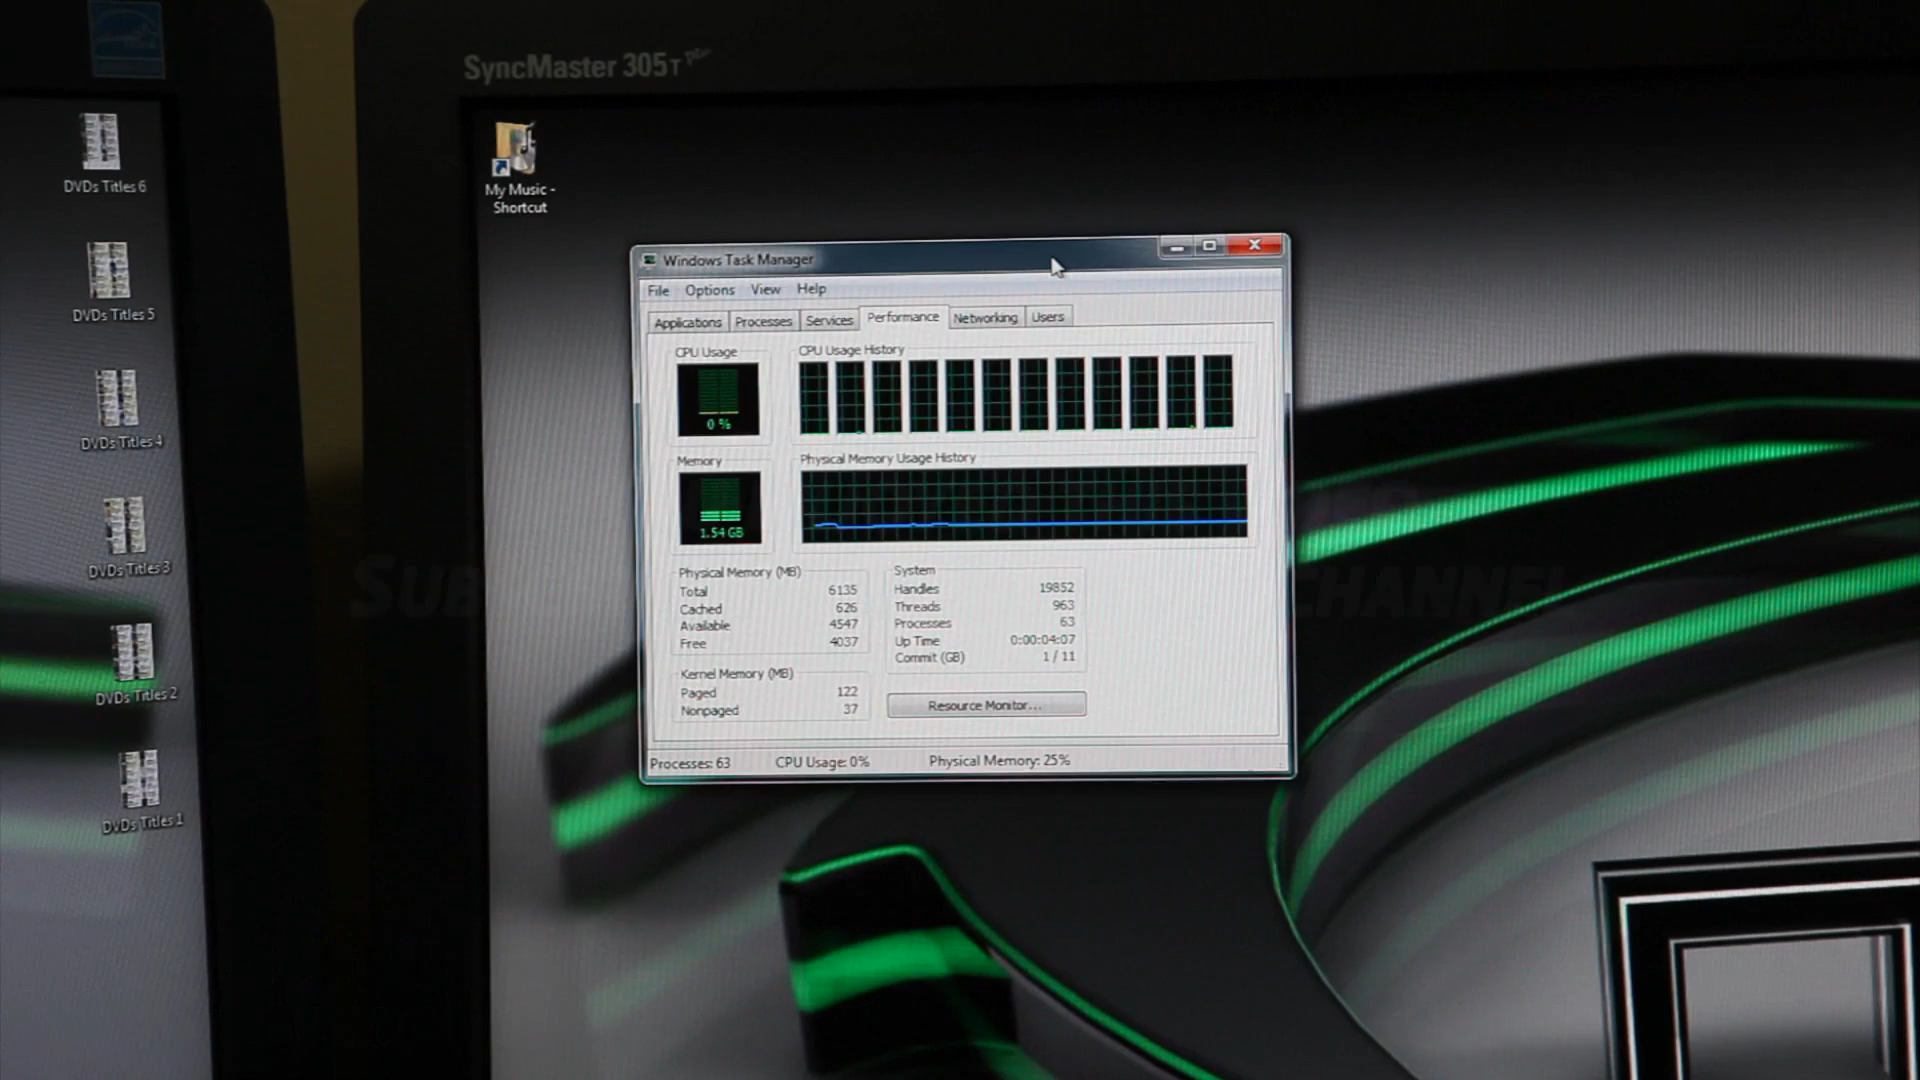 SyncMaster 305T plus
DVDs Titles 6
DVDs Titles 5
DVDs Titles 4
DVDs Titles 3
DVDs Titles 2
DVDs Titles 1
My Music -
Shortcut
Windows Task Manager
File Options View Help
Applications Processes Services Performance Networking Users
CPU Usage
0 %
CPU Usage History
Memory
1.54 GB
Physical Memory Usage History
Physical Memory (MB)
Total 6135
Cached 626
Available 4547
Free 4037
Kernel Memory (MB)
Paged 122
Nonpaged 37
System
Handles 19852
Threads 963
Processes 63
Up Time 0:00:04:07
Commit (GB) 1 / 11
Resource Monitor...
Processes: 63 CPU Usage: 0% Physical Memory: 25%
CHANNEL